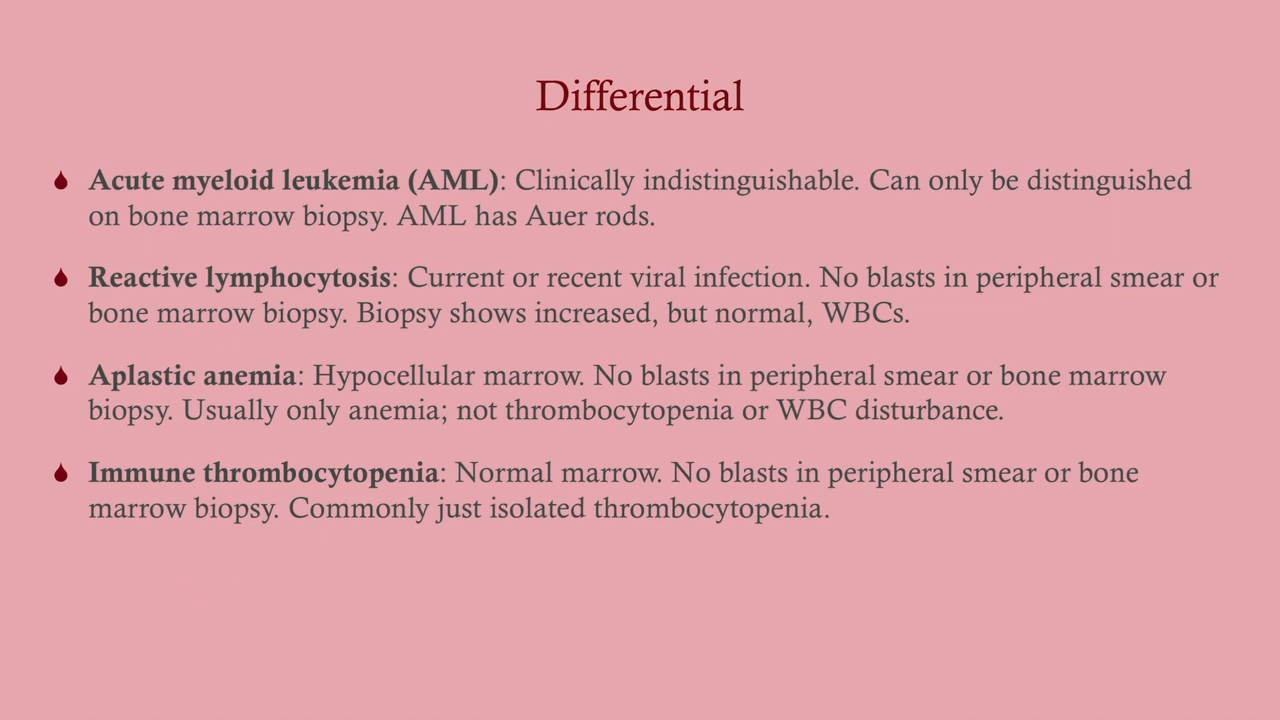 Differential
Acute myeloid leukemia (AML): Clinically indistinguishable. Can only be distinguished
on bone marrow biopsy. AML has Auer rods.
Reactive lymphocytosis: Current or recent viral infection. No blasts in peripheral smear or
bone marrow biopsy. Biopsy shows increased, but normal, WBCs.
Aplastic anemia: Hypocellular marrow. No blasts in peripheral smear or bone marrow
biopsy. Usually only anemia; not thrombocytopenia or WBC disturbance.
Immune thrombocytopenia: Normal marrow. No blasts in peripheral smear or bone
marrow biopsy. Commonly just isolated thrombocytopenia.